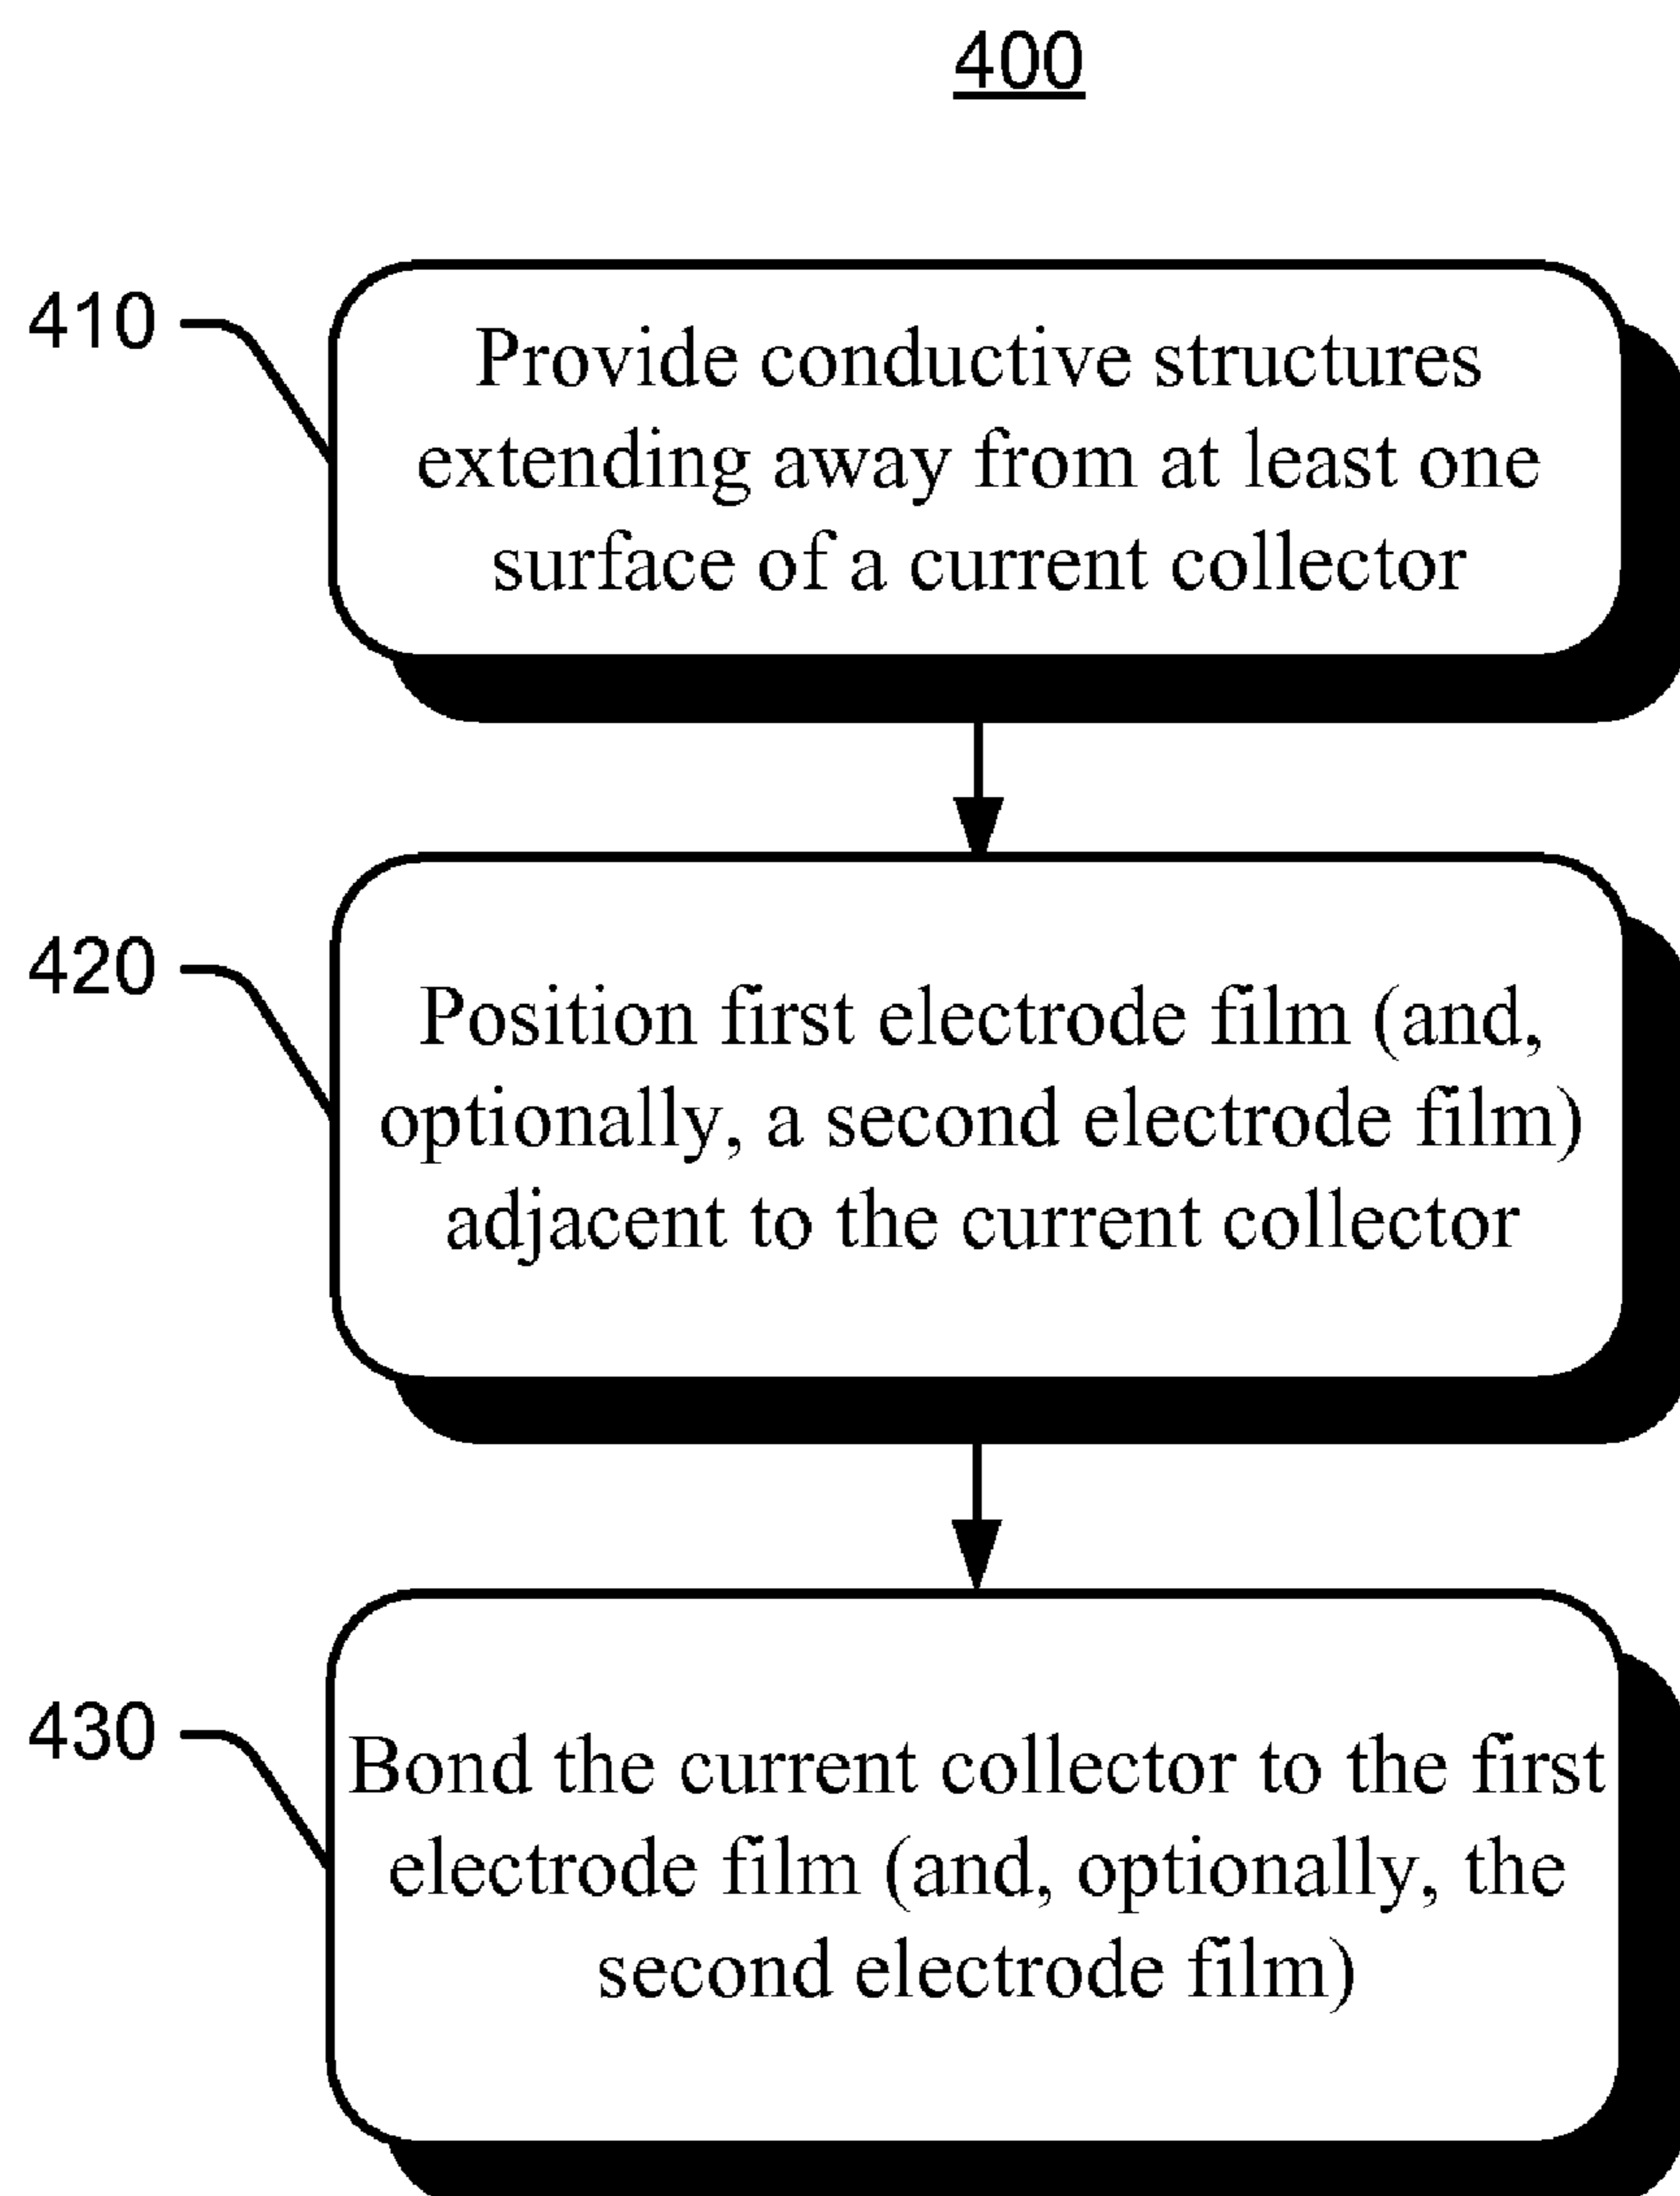 400
410
Provide conductive structures
extending away from at least one
surface of a current collector
420
Position first electrode film (and,
optionally, a second electrode film)
adjacent to the current collector
430
Bond the current collector to the first
electrode film (and, optionally, the
second electrode film)